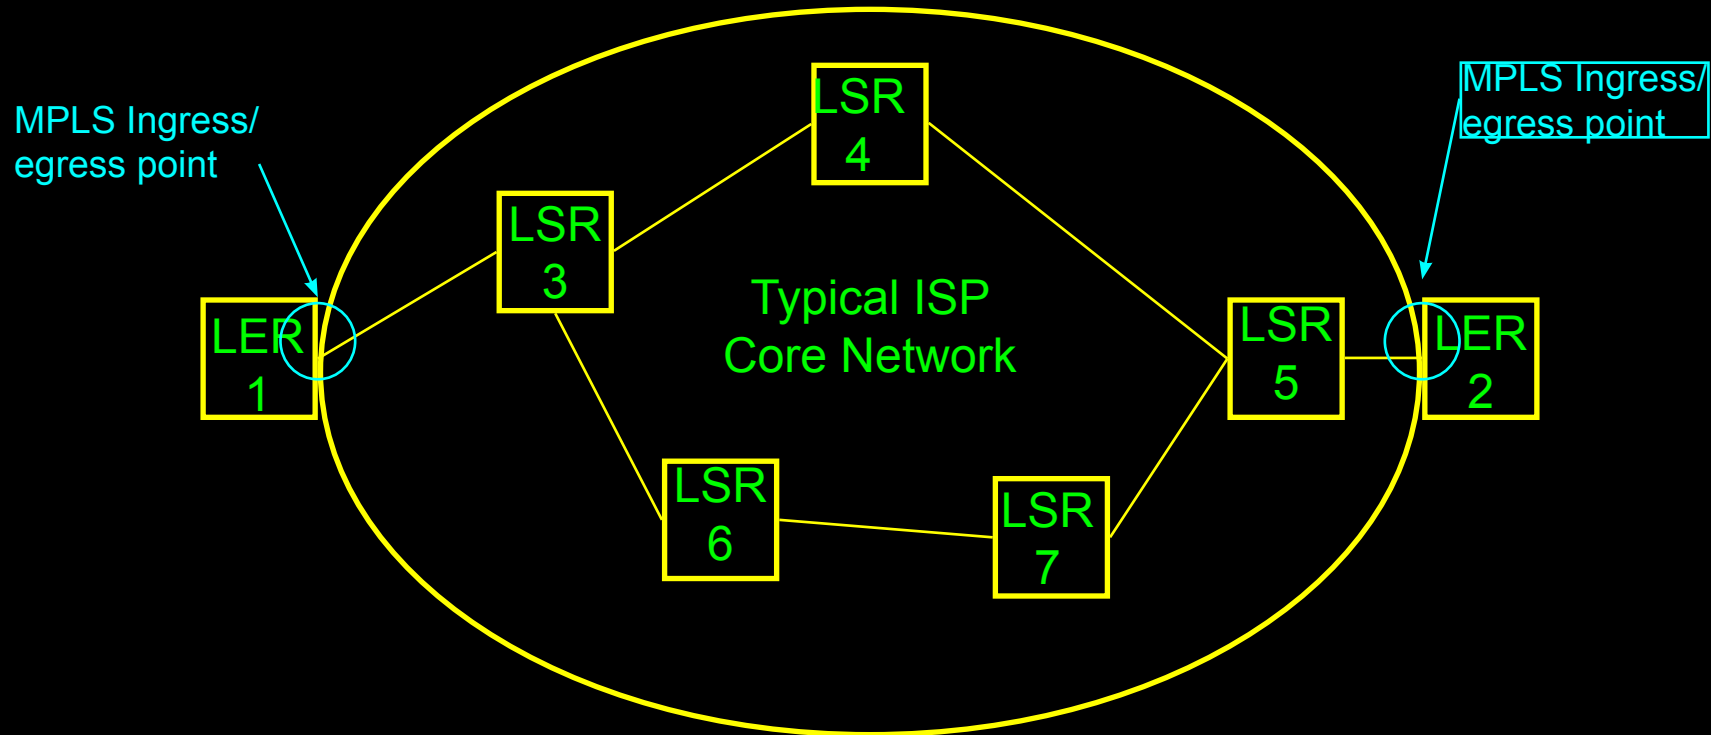 MPLS Ingress/
egress point
MPLS Ingress/
egress point
LSR
4
LSR
3
Typical ISP
Core Network
LER
1
LSR
5
LER
2
LSR
6
LSR
7